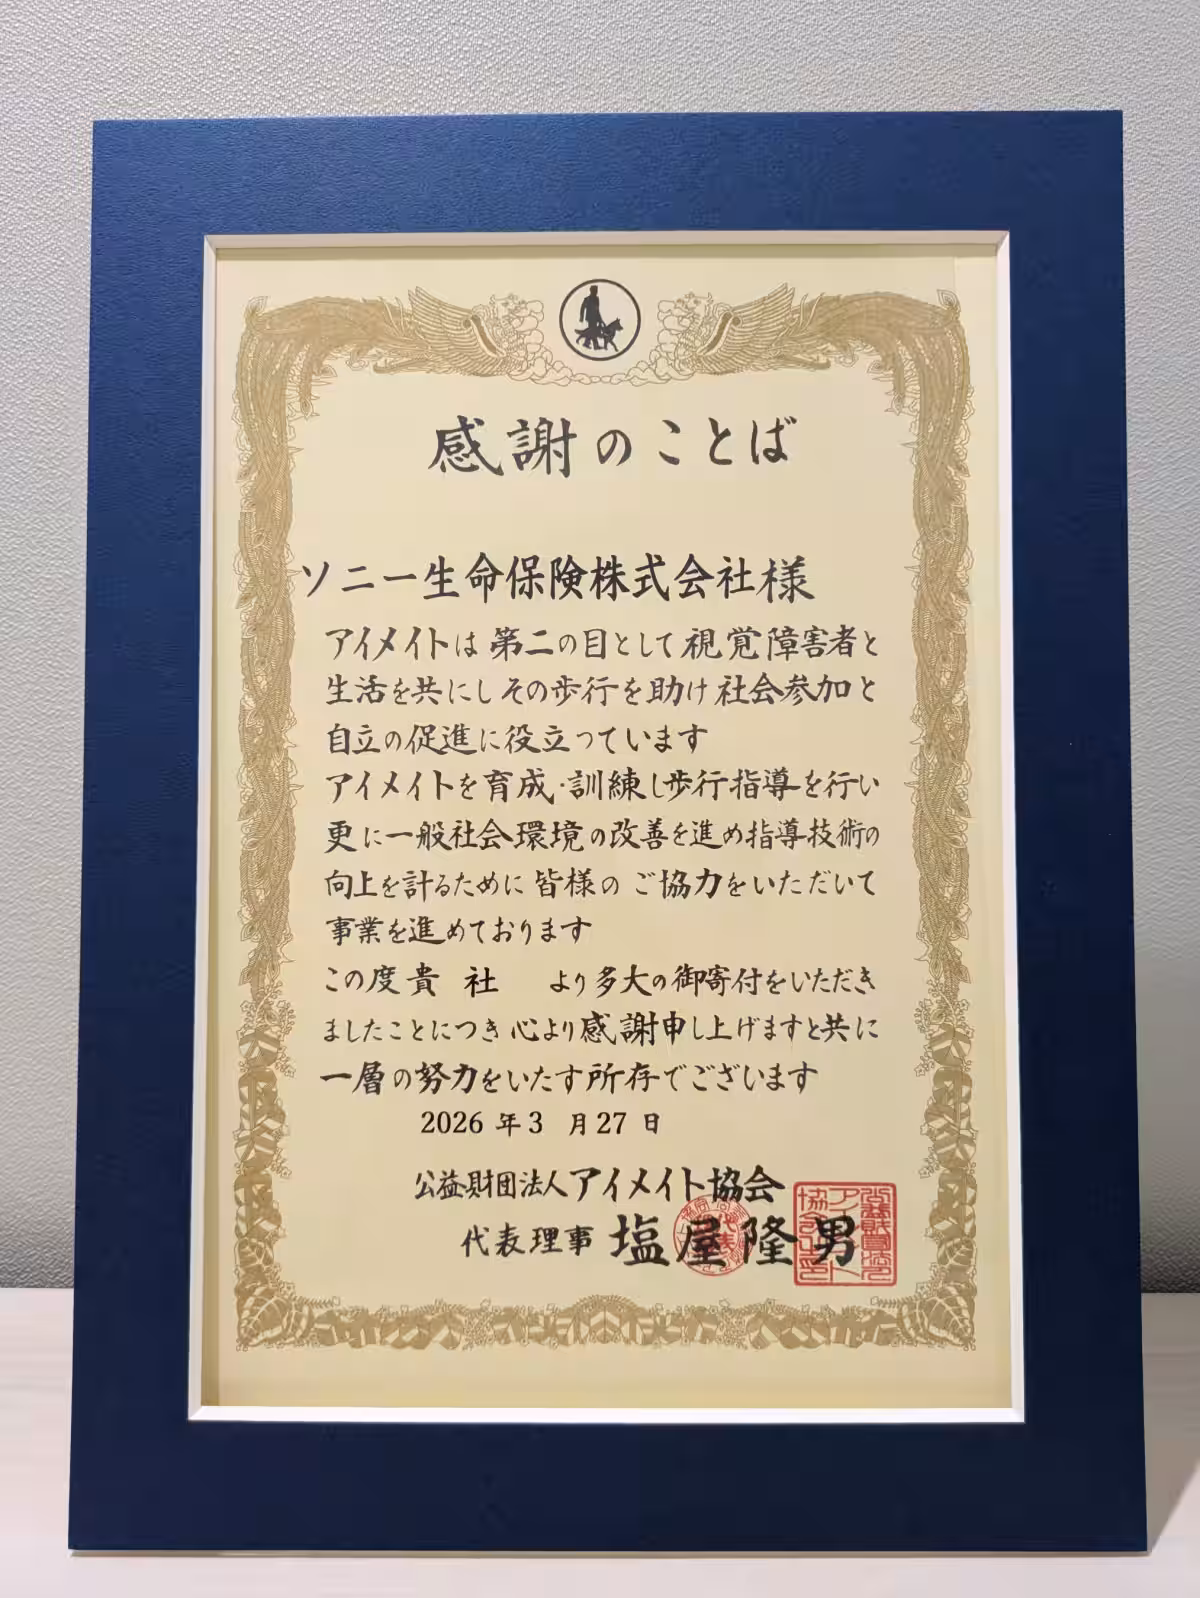 感謝のことば
ソニー生命保険株式会社様
アイメイトは第二の目として視覚障害者と
生活を共にしその歩行を助け社会参加と
自立の促進に役立っています
アイメイトを育成・訓練し歩行指導を行い
更に一般社会環境の改善を進め指導技術の
向上を計るために皆様のご協力をいただいて
事業を進めております
この度貴 社 より多大の御寄付をいただき
ましたことにつき心より感謝申し上げますと共に
一層の努力をいたす所存でございます
2026 年 3 月 27 日
公益財団法人アイメイト協会
代表理事 塩屋隆男